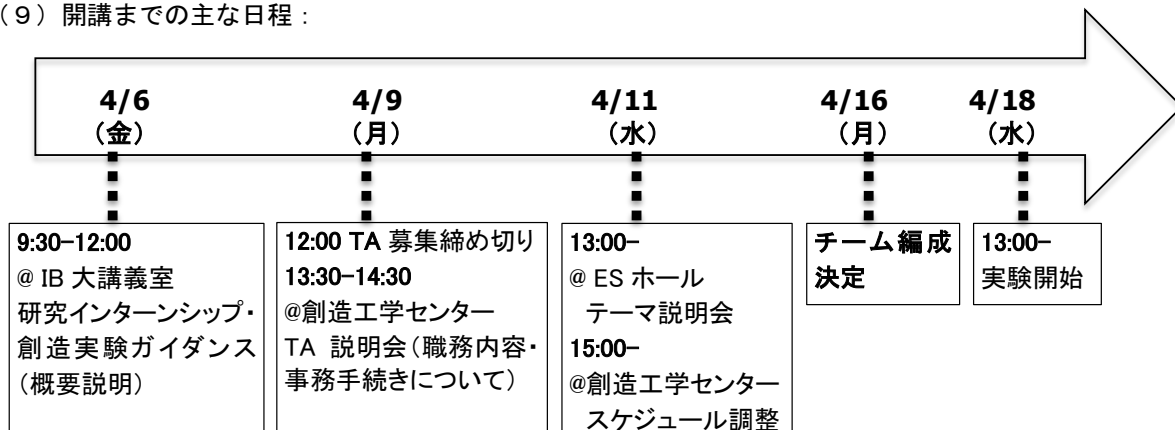 （９）開講までの主な日程：
4/6
（金）
4/9
（月）
4/11
（水）
4/16
（月）
4/18
（水）
9:30-12:00
@ IB 大講義室
研究インターンシップ・
創造実験ガイダンス
（概要説明）
12:00 TA 募集締め切り
13:30-14:30
@創造工学センター
TA 説明会（職務内容・
事務手続きについて）
13:00-
@ ES ホール
テーマ説明会
15:00-
@創造工学センター
スケジュール調整
チーム編成
決定
13:00-
実験開始